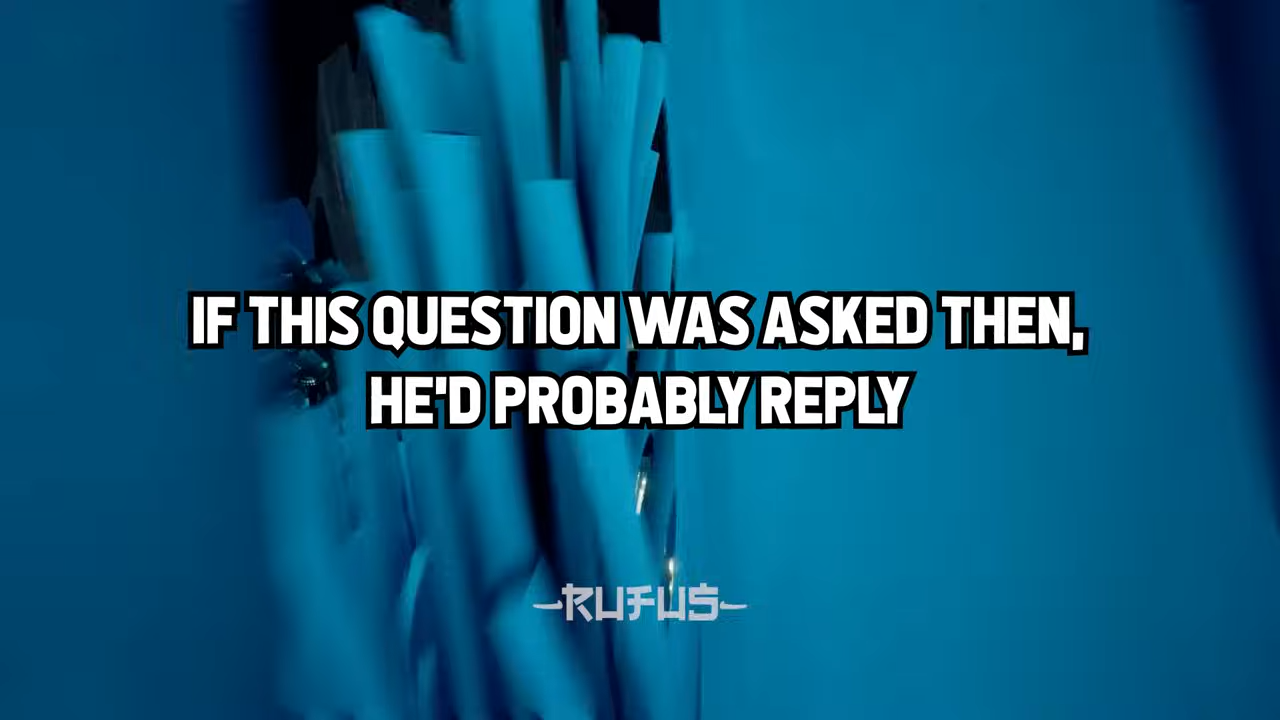 IF THIS QUESTION WAS ASKED THEN,
HE'D PROBABLY REPLY
RUFUS